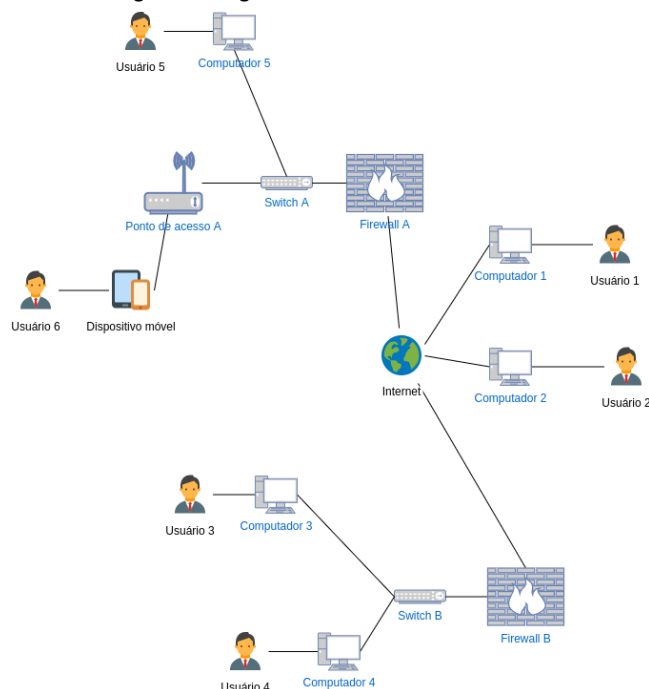 Usuário 5
Computador 5
Switch A
Ponto de acesso A
Firewall A
Computador 1
Usuário 1
Usuário 6
Dispositivo móvel
Internet
Computador 2
Usuário 2
Usuário 3
Computador 3
Switch B
Firewall B
Usuário 4
Computador 4